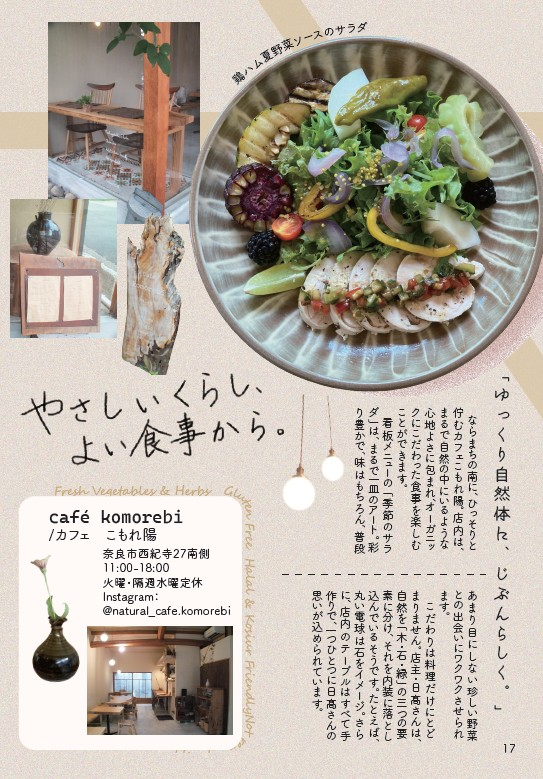 鶏ハム夏野菜ソースのサラダ
やさしいくらし、
よい食事から。
「ゆっくり自然体に、じぶんらしく。」
ならまちの南に、ひっそりと
佇むカフェこもれ陽。店内は、
まるで自然の中にいるような
心地よさに包まれ、オーガニッ
クにこだわった食事を楽しむ
ことができます。
看板メニューの「季節のサラ
ダ」は、まるで一皿のアート。彩
り豊かで、味はもちろん、普段
あまり目にしない珍しい野菜
との出会いにワクワクさせられ
ます。
こだわりは料理だけにとど
まりません。店主・日高さんは、
自然を「木・石・緑」の三つの要
素に分け、それを内装に落とし
込んでいるそうです。たとえば、
丸い電球は石をイメージ。さら
に、店内のテーブルはすべて手
作りで、一つひとつに日高さんの
思いが込められています。
Fresh Vegetables & Herbs Gluten Free Halal & Kosiur FriendlyNot
café komorebi
/カフェ こもれ陽
奈良市西紀寺町27南側
11:00-18:00
火曜・隔週水曜定休
Instagram:
@natural_cafe.komorebi
17